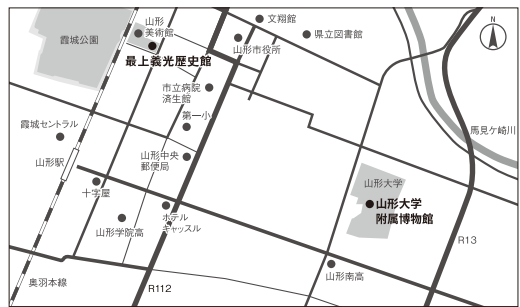 文翔館
山形
美術館
県立図書館
N
霞城公園
山形市役所
最上義光歴史館
市立病院
済生館
霞城セントラル
第一小
馬見ケ崎川
山形駅
山形中央
郵便局
山形大学
十字屋
山形大学
附属博物館
ホテル
キャッスル
山形学院高
R13
山形南高
奥羽本線
R112